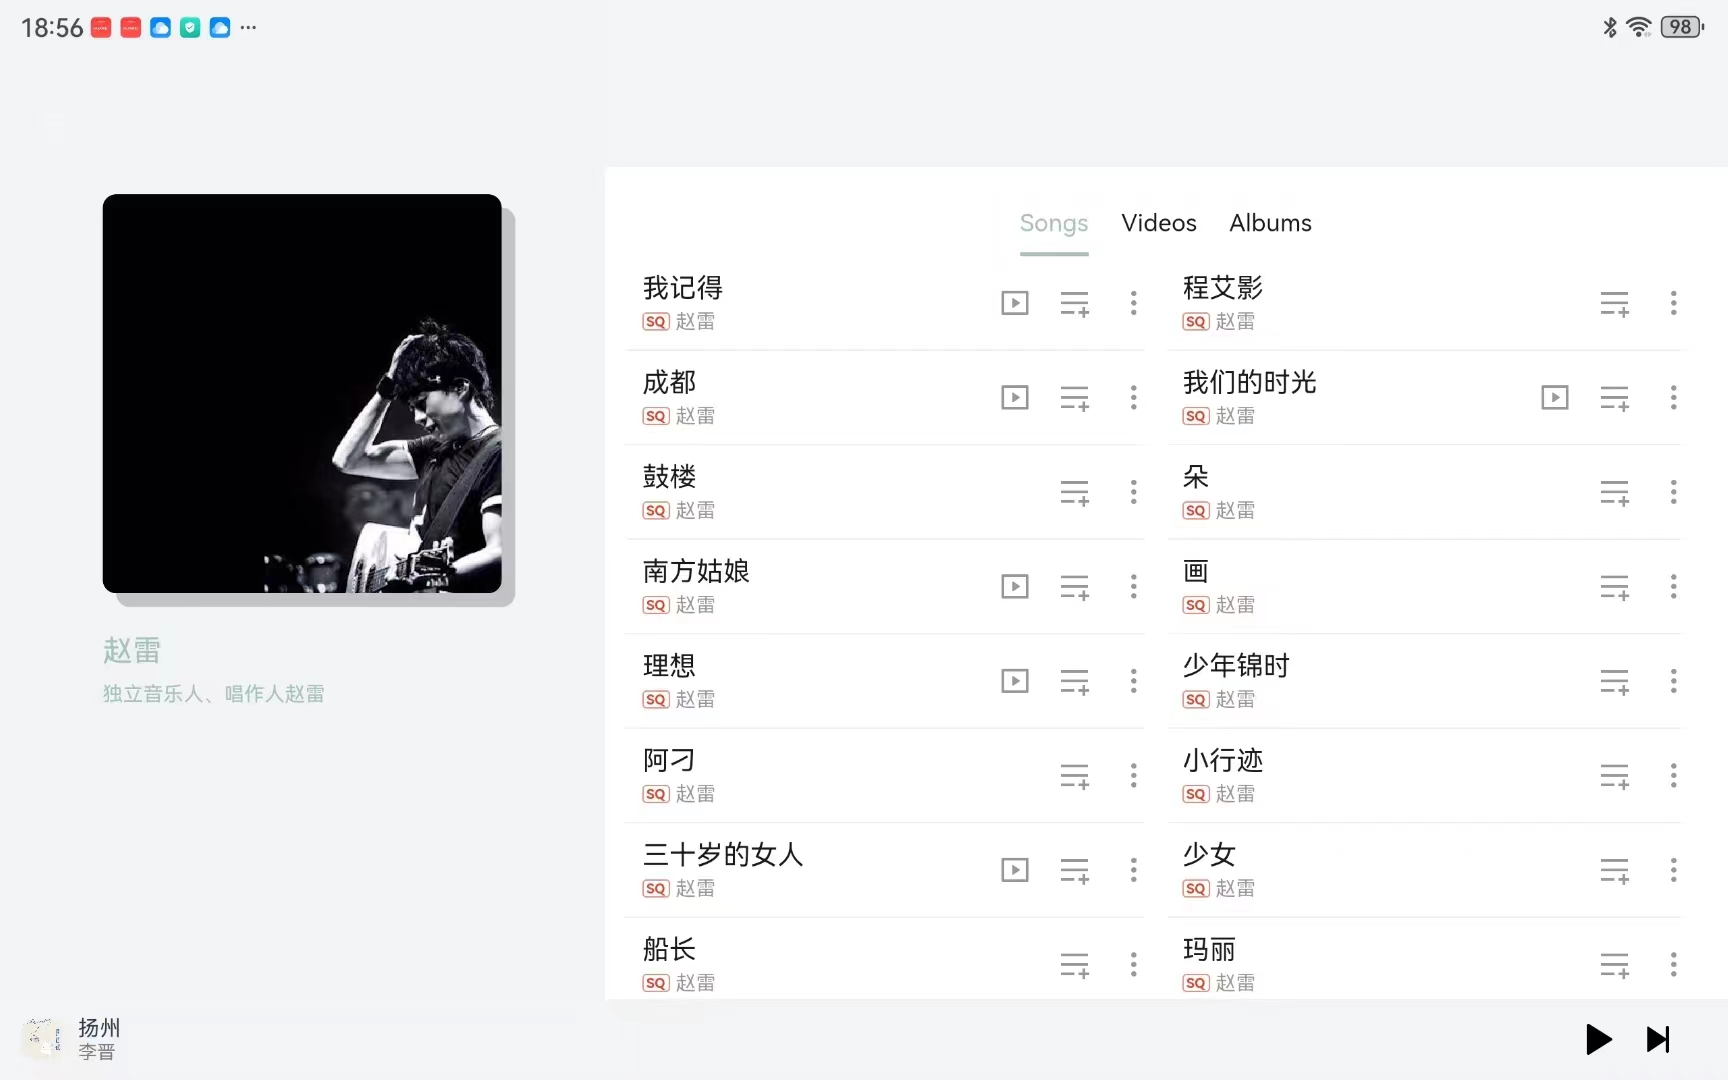 18:56
98
赵雷
独立音乐人、唱作人赵雷
Songs Videos Albums
我记得
SQ 赵雷
程艾影
SQ 赵雷
成都
SQ 赵雷
我们的时光
SQ 赵雷
鼓楼
SQ 赵雷
朵
SQ 赵雷
南方姑娘
SQ 赵雷
画
SQ 赵雷
理想
SQ 赵雷
少年锦时
SQ 赵雷
阿刁
SQ 赵雷
小行迹
SQ 赵雷
三十岁的女人
SQ 赵雷
少女
SQ 赵雷
船长
SQ 赵雷
玛丽
SQ 赵雷
扬州
李晋